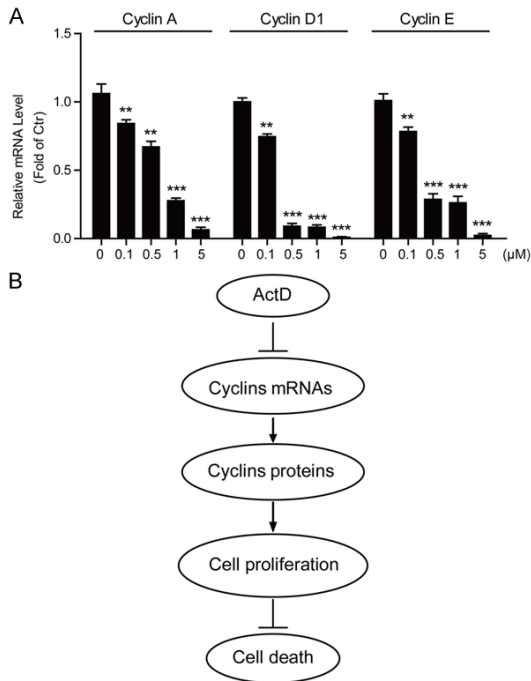 A
Cyclin A Cyclin D1 Cyclin E
Relative mRNA Level
(Fold of Ctr)
1.5
1.0
0.5
0.0
** ** *** ***
** *** *** ***
** *** *** ***
0 0.1 0.5 1 5 0 0.1 0.5 1 5 0 0.1 0.5 1 5 (μM)
B
ActD
Cyclins mRNAs
Cyclins proteins
Cell proliferation
Cell death